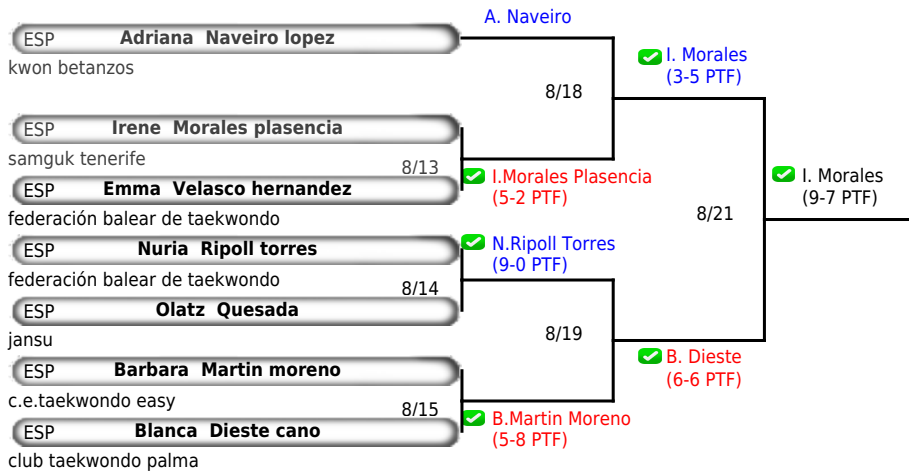 A. Naveiro
ESP Adriana Naveiro lopez
kwon betanzos
I. Morales
(3-5 PTF)
8/18
ESP Irene Morales plasencia
samguk tenerife
8/13
I.Morales Plasencia
(5-2 PTF)
ESP Emma Velasco hernandez
federación balear de taekwondo
I. Morales
(9-7 PTF)
8/21
ESP Nuria Ripoll torres
N.Ripoll Torres
(9-0 PTF)
federación balear de taekwondo
8/14
ESP Olatz Quesada
jansu
8/19
B. Dieste
(6-6 PTF)
ESP Barbara Martin moreno
c.e.taekwondo easy
8/15
B.Martin Moreno
(5-8 PTF)
ESP Blanca Dieste cano
club taekwondo palma